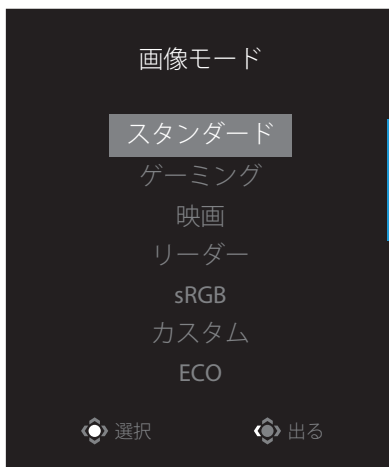 画像モード
スタンダード
ゲーミング
映画
リーダー
sRGB
カスタム
ECO
選択 出る